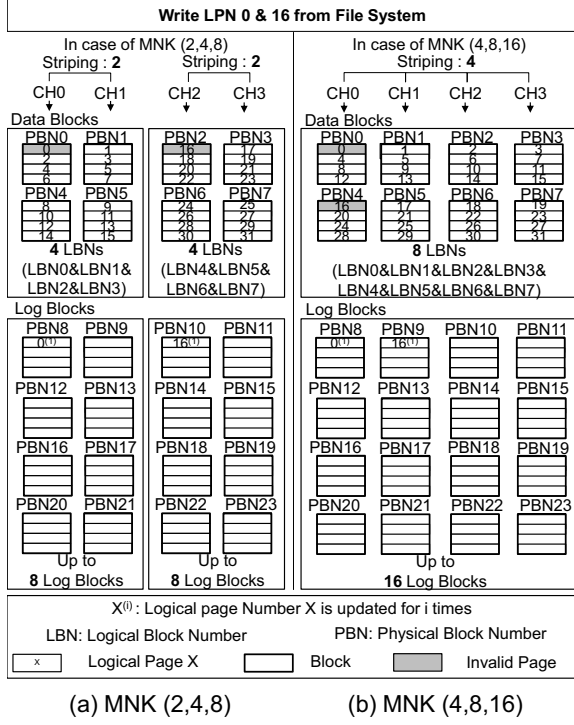 Write LPN 0 & 16 from File System
In case of MNK (2,4,8)
Striping : 2
Striping : 2
CH0
CH1
CH2
CH3
Data Blocks
PBN0
PBN1
PBN2
PBN3
0
1
16
17
2
3
18
19
4
5
20
21
6
7
22
23
PBN4
PBN5
PBN6
PBN7
8
9
24
25
10
11
26
27
12
13
28
29
14
15
30
31
4 LBNs
4 LBNs
(LBN0&LBN1&
(LBN4&LBN5&
LBN2&LBN3)
LBN6&LBN7)
Log Blocks
PBN8
PBN9
PBN10
PBN11
0(1)
16(1)
PBN12
PBN13
PBN14
PBN15
PBN16
PBN17
PBN18
PBN19
PBN20
PBN21
PBN22
PBN23
Up to
Up to
8 Log Blocks
8 Log Blocks
In case of MNK (4,8,16)
Striping : 4
CH0
CH1
CH2
CH3
Data Blocks
PBN0
PBN1
PBN2
PBN3
0
1
2
3
4
5
6
7
8
9
10
11
12
13
14
15
PBN4
PBN5
PBN6
PBN7
16
17
18
19
20
21
22
23
24
25
26
27
28
29
30
31
8 LBNs
(LBN0&LBN1&LBN2&LBN3&
LBN4&LBN5&LBN6&LBN7)
Log Blocks
PBN8
PBN9
PBN10
PBN11
0(1)
16(1)
PBN12
PBN13
PBN14
PBN15
PBN16
PBN17
PBN18
PBN19
PBN20
PBN21
PBN22
PBN23
Up to
16 Log Blocks
X(i) : Logical page Number X is updated for i times
LBN: Logical Block Number
PBN: Physical Block Number
x
Logical Page X
Block
Invalid Page
(a) MNK (2,4,8)
(b) MNK (4,8,16)